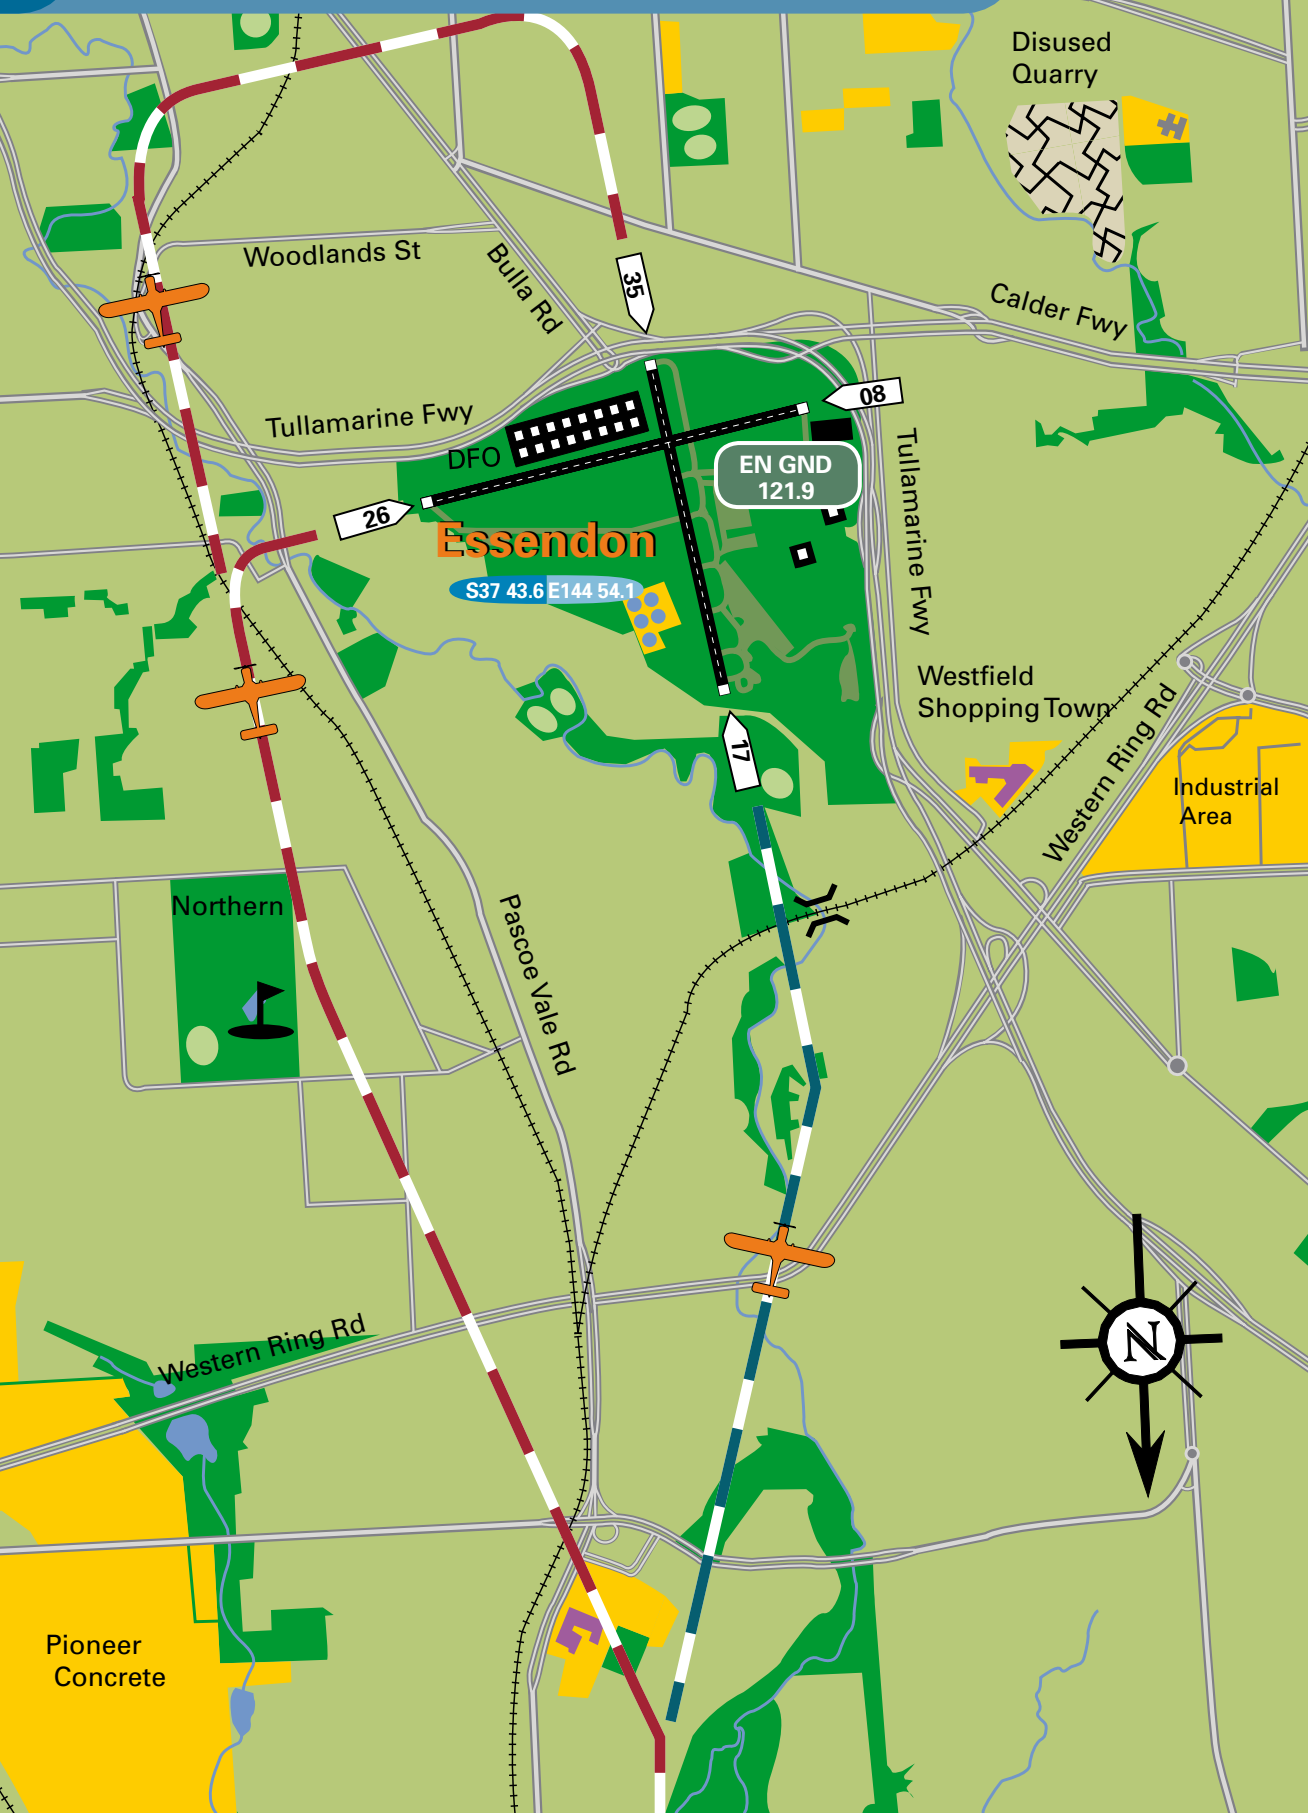 Disused
Quarry
Woodlands St
Bulla Rd
35
Calder Fwy
Tullamarine Fwy
08
DFO
EN GND
121.9
Tullamarine Fwy
26
Essendon
S37 43.6 E144 54.1
Westfield
Shopping Town
Western Ring Rd
17
Industrial
Area
Northern
Pascoe Vale Rd
N
Western Ring Rd
Pioneer
Concrete